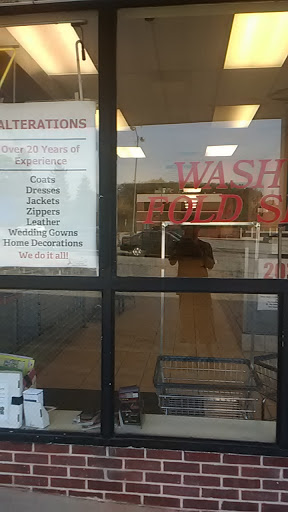 ALTERATIONS
Over 20 Years of
Experience
Coats
Dresses
Jackets
Zippers
Leather
Wedding Gowns
Home Decorations
We do it all!
WASH
FOLD S
20